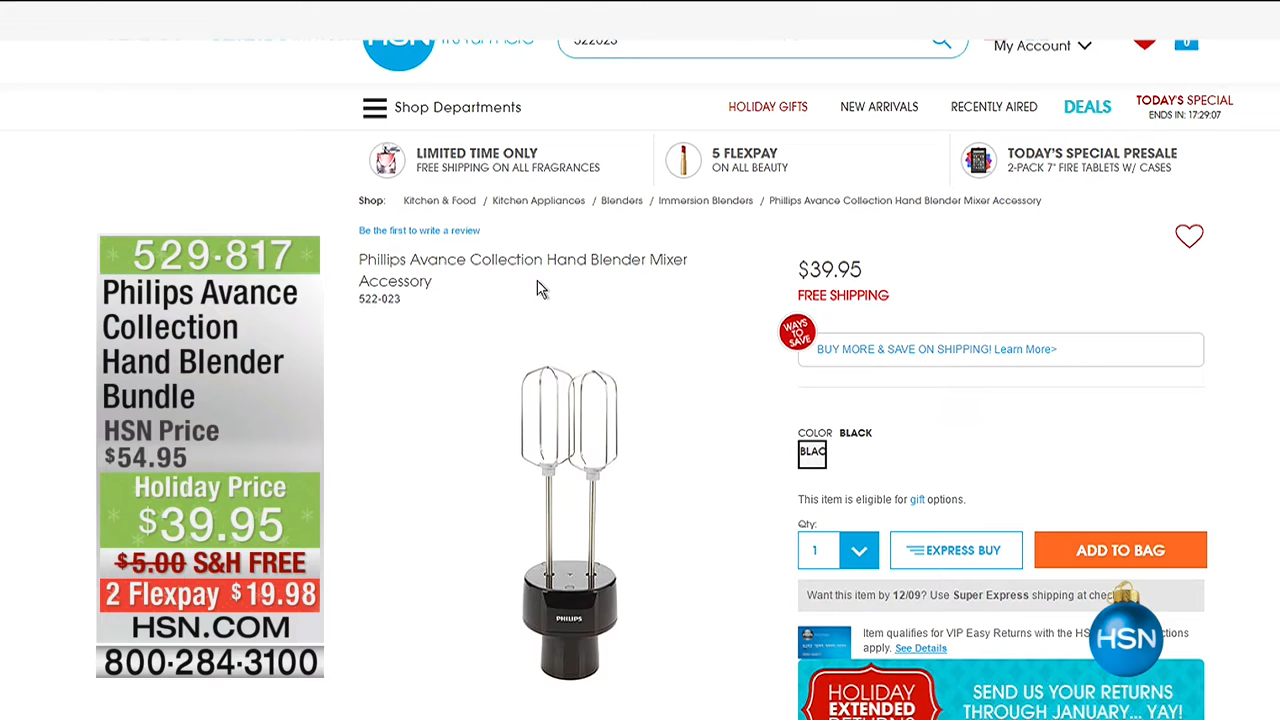 HSN
522023
My Account
0
Shop Departments
HOLIDAY GIFTS
NEW ARRIVALS
RECENTLY AIRED
DEALS
TODAY'S SPECIAL
ENDS IN: 17:29:07
LIMITED TIME ONLY
FREE SHIPPING ON ALL FRAGRANCES
5 FLEXPAY
ON ALL BEAUTY
TODAY'S SPECIAL PRESALE
2-PACK 7" FIRE TABLETS W/ CASES
Shop: Kitchen & Food / Kitchen Appliances / Blenders / Immersion Blenders / Phillips Avance Collection Hand Blender Mixer Accessory
Be the first to write a review
Phillips Avance Collection Hand Blender Mixer
Accessory
522-023
PHILIPS
$39.95
FREE SHIPPING
WAYS
TO
SAVE
BUY MORE & SAVE ON SHIPPING! Learn More>
COLOR BLACK
BLAC
This item is eligible for gift options.
Qty:
1
EXPRESS BUY
ADD TO BAG
Want this item by 12/09? Use Super Express shipping at chec
Item qualifies for VIP Easy Returns with the HS
ctions
apply. See Details
HSN
HOLIDAY
EXTENDED
RETURNS
SEND US YOUR RETURNS
THROUGH JANUARY... YAY!
529-817
Philips Avance
Collection
Hand Blender
Bundle
HSN Price
$54.95
Holiday Price
$39.95
$5.00 S&H FREE
2 Flexpay $19.98
HSN.COM
800-284-3100